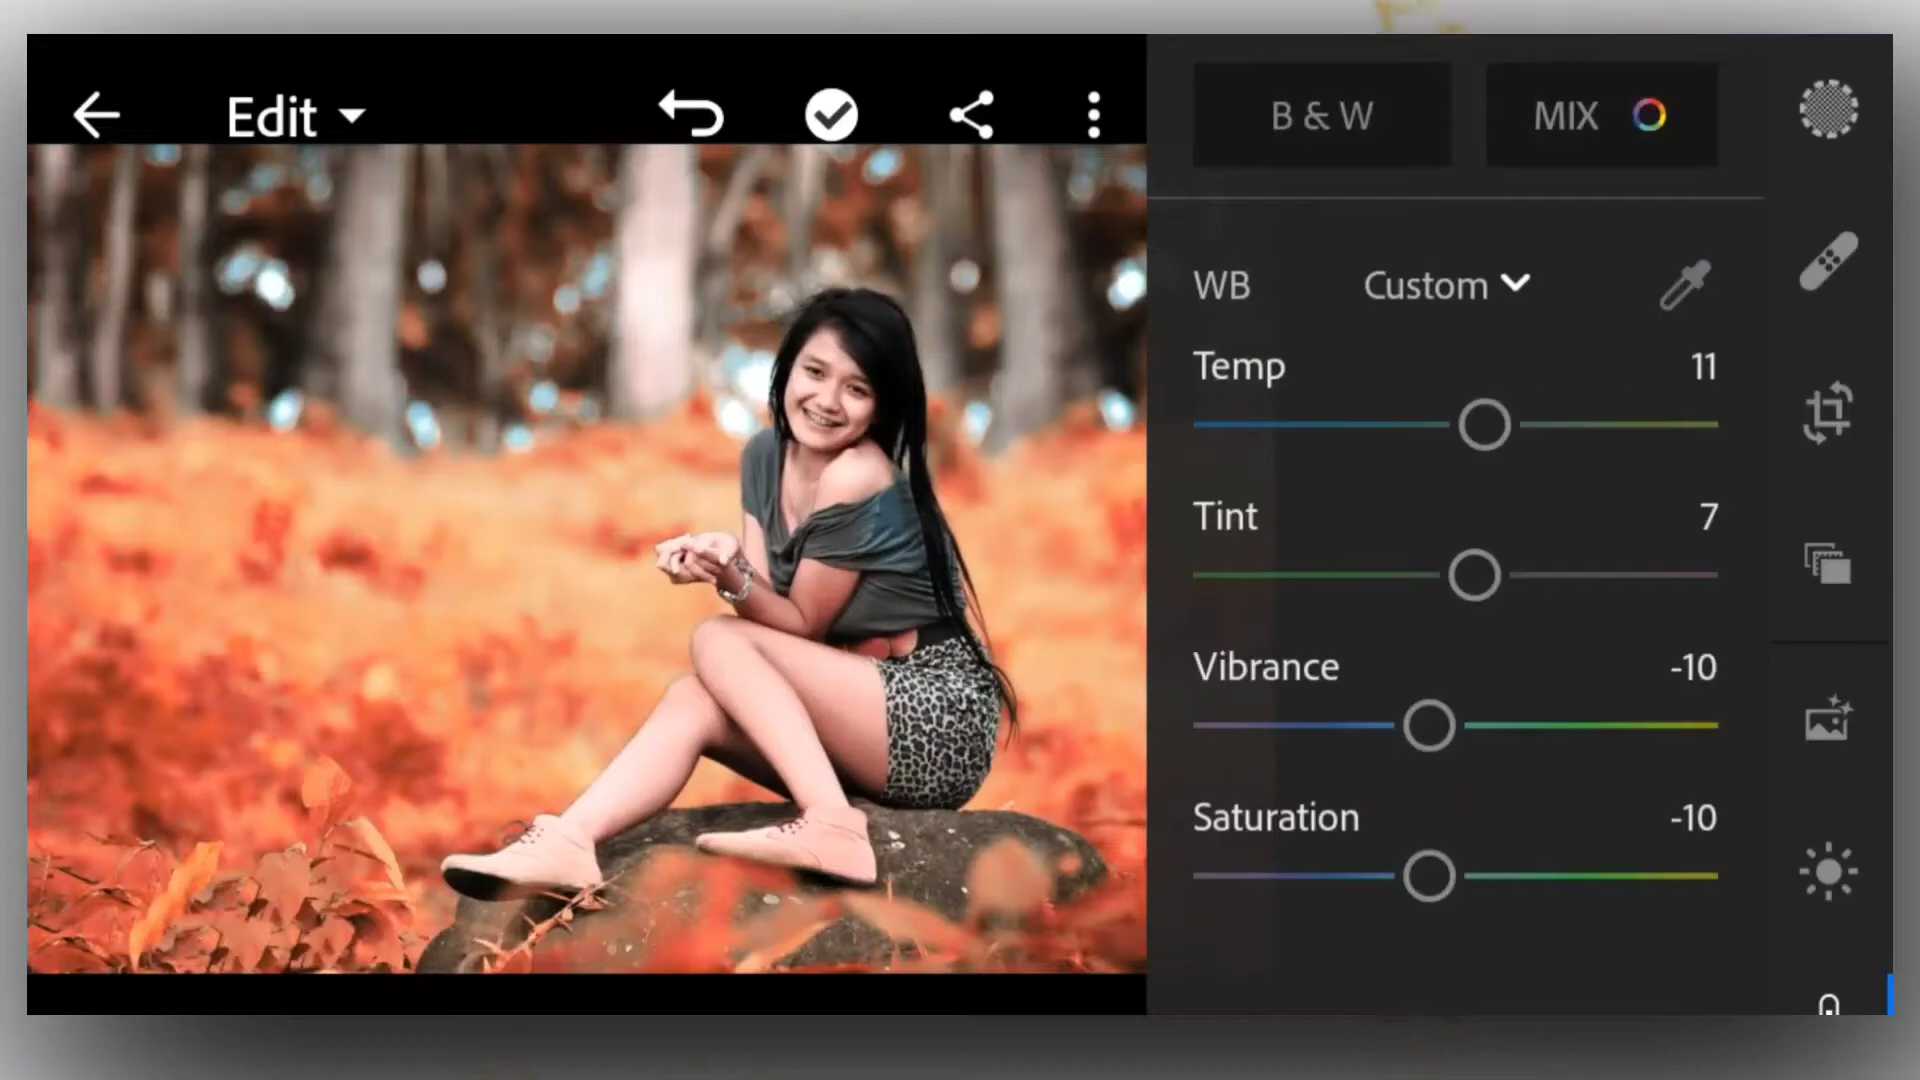 Edit
B & W
MIX
WB Custom
Temp 11
Tint 7
Vibrance -10
Saturation -10